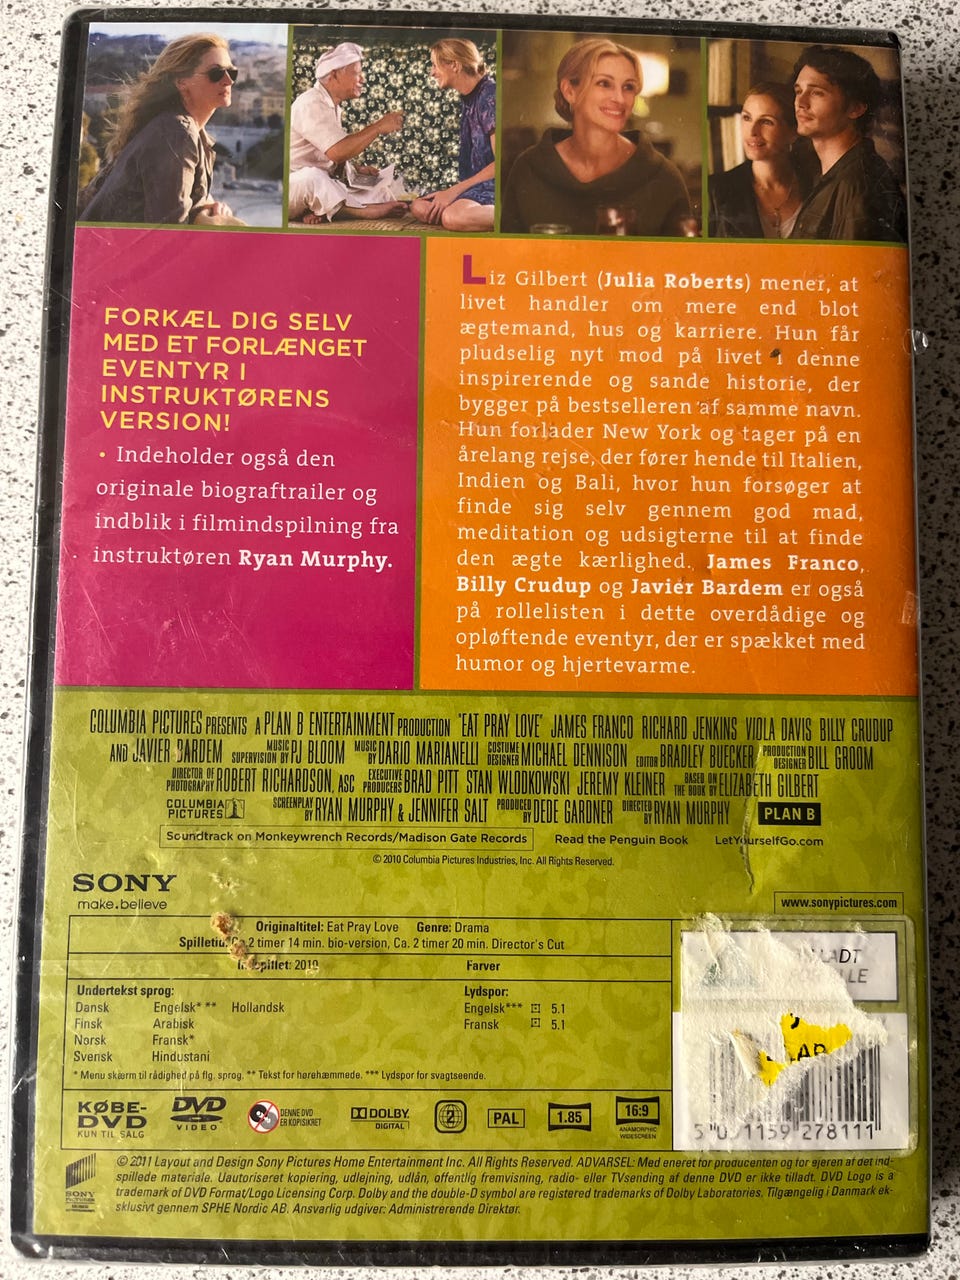 FORKÆL DIG SELV
MED ET FORLÆNGET
EVENTYR I
INSTRUKTØRENS
VERSION!
• Indeholder også den
originale biograftrailer og
indblik i filmindspilning fra
instruktøren Ryan Murphy.
Liz Gilbert (Julia Roberts) mener, at
livet handler om mere end blot
ægtemand, hus og karriere. Hun får
pludselig nyt mod på livet i denne
inspirerende og sande historie, der
bygger på bestselleren af samme navn.
Hun forlader New York og tager på en
årelang rejse, der fører hende til Italien,
Indien og Bali, hvor hun forsøger at
finde sig selv gennem god mad,
meditation og udsigterne til at finde
den ægte kærlighed. James Franco,
Billy Crudup og Javier Bardem er også
på rollelisten i dette overdådige og
opløftende eventyr, der er spækket med
humor og hjertevarme.
COLUMBIA PICTURES PRESENTS A PLAN B ENTERTAINMENT PRODUCTION "EAT PRAY LOVE" JAMES FRANCO RICHARD JENKINS VIOLA DAVIS BILLY CRUDUP
AND JAVIER BARDEM MUSIC SUPERVISION BY PJ BLOOM MUSIC BY DARIO MARIANELLI COSTUME DESIGNER MICHAEL DENNISON EDITOR BRADLEY BUECKER PRODUCTION DESIGNER BILL GROOM
DIRECTOR OF PHOTOGRAPHY ROBERT RICHARDSON, ASC EXECUTIVE PRODUCERS BRAD PITT STAN WLODKOWSKI JEREMY KLEINER BASED ON THE BOOK BY ELIZABETH GILBERT
COLUMBIA PICTURES SCREENPLAY BY RYAN MURPHY & JENNIFER SALT PRODUCED BY DEDE GARDNER DIRECTED BY RYAN MURPHY PLAN B
Soundtrack on Monkeywrench Records/Madison Gate Records Read the Penguin Book LetYourselfGo.com
© 2010 Columbia Pictures Industries, Inc. All Rights Reserved.
SONY
make.believe
www.sonypictures.com
Originaltitel: Eat Pray Love Genre: Drama
Spilletid: Ca. 2 timer 14 min. bio-version, Ca. 2 timer 20 min. Director's Cut
Indspillet: 2010 Farver
Undertekst sprog:
Dansk Engelsk* ** Hollandsk
Finsk Arabisk
Norsk Fransk*
Svensk Hindustani
Lydspor:
Engelsk*** 5.1
Fransk 5.1
* Menu skærm til rådighed på flg. sprog. ** Tekst for hørehæmmede. *** Lydspor for svagtseende.
KØBE-
DVD
KUN TIL SALG
DVD
VIDEO
DENNE DVD
ER KOPISIKRET
DOLBY
DIGITAL
2
PAL
1.85
16:9
ANAMORPHIC
WIDESCREEN
ADT
LLE
AR
5 0 1159 278111
SONY
PICTURES
© 2011 Layout and Design Sony Pictures Home Entertainment Inc. All Rights Reserved. ADVARSEL: Med eneret for producenten og for ejeren af det ind-
spillede materiale. Uautoriseret kopiering, udlejning, udlån, offentlig fremvisning, radio- eller TVsending af denne DVD er ikke tilladt. DVD Logo is a
trademark of DVD Format/Logo Licensing Corp. Dolby and the double-D symbol are registered trademarks of Dolby Laboratories. Tilgængelig i Danmark ek-
sklusivt gennem SPHE Nordic AB. Ansvarlig udgiver: Administrerende Direktør.